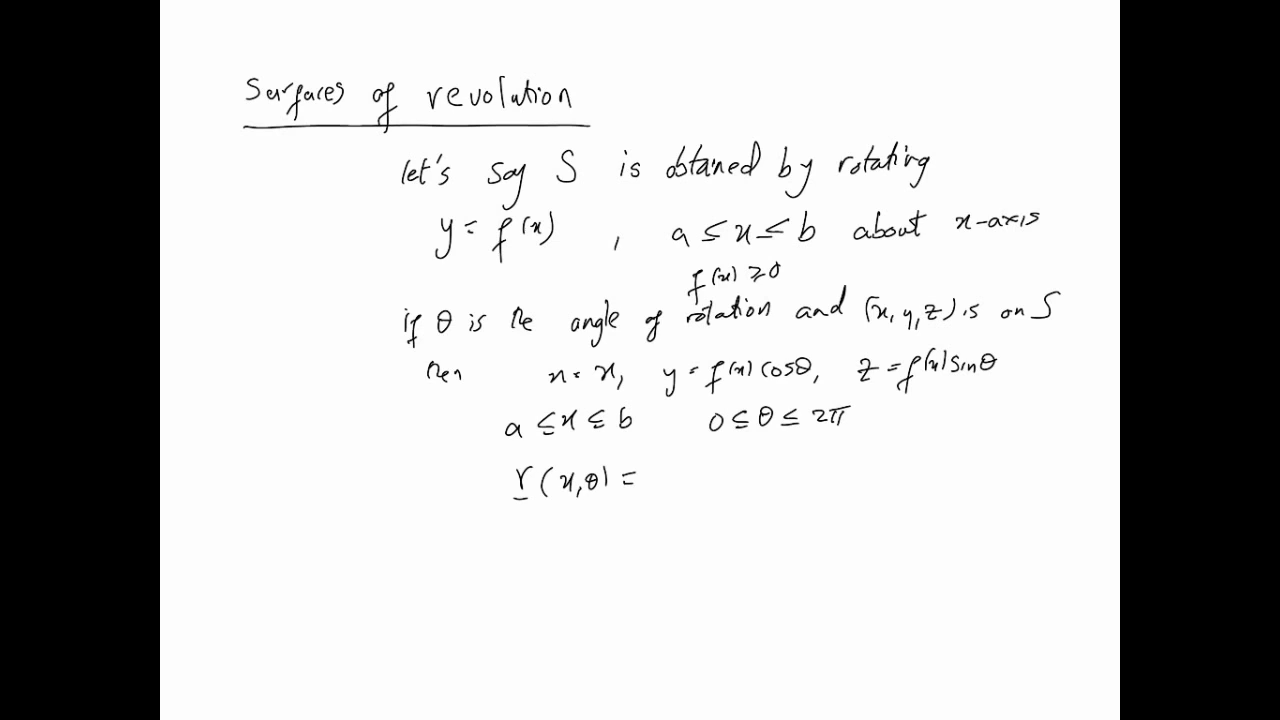 Surfaces of revolution
let's say S is obtained by rotating
y = f(x) , a ≤ x ≤ b about x-axis
f(x) ≥ 0
if θ is the angle of rotation and (x, y, z) is on S
then x = x, y = f(x) cosθ, z = f(x) sinθ
a ≤ x ≤ b 0 ≤ θ ≤ 2π
r (x, θ) =